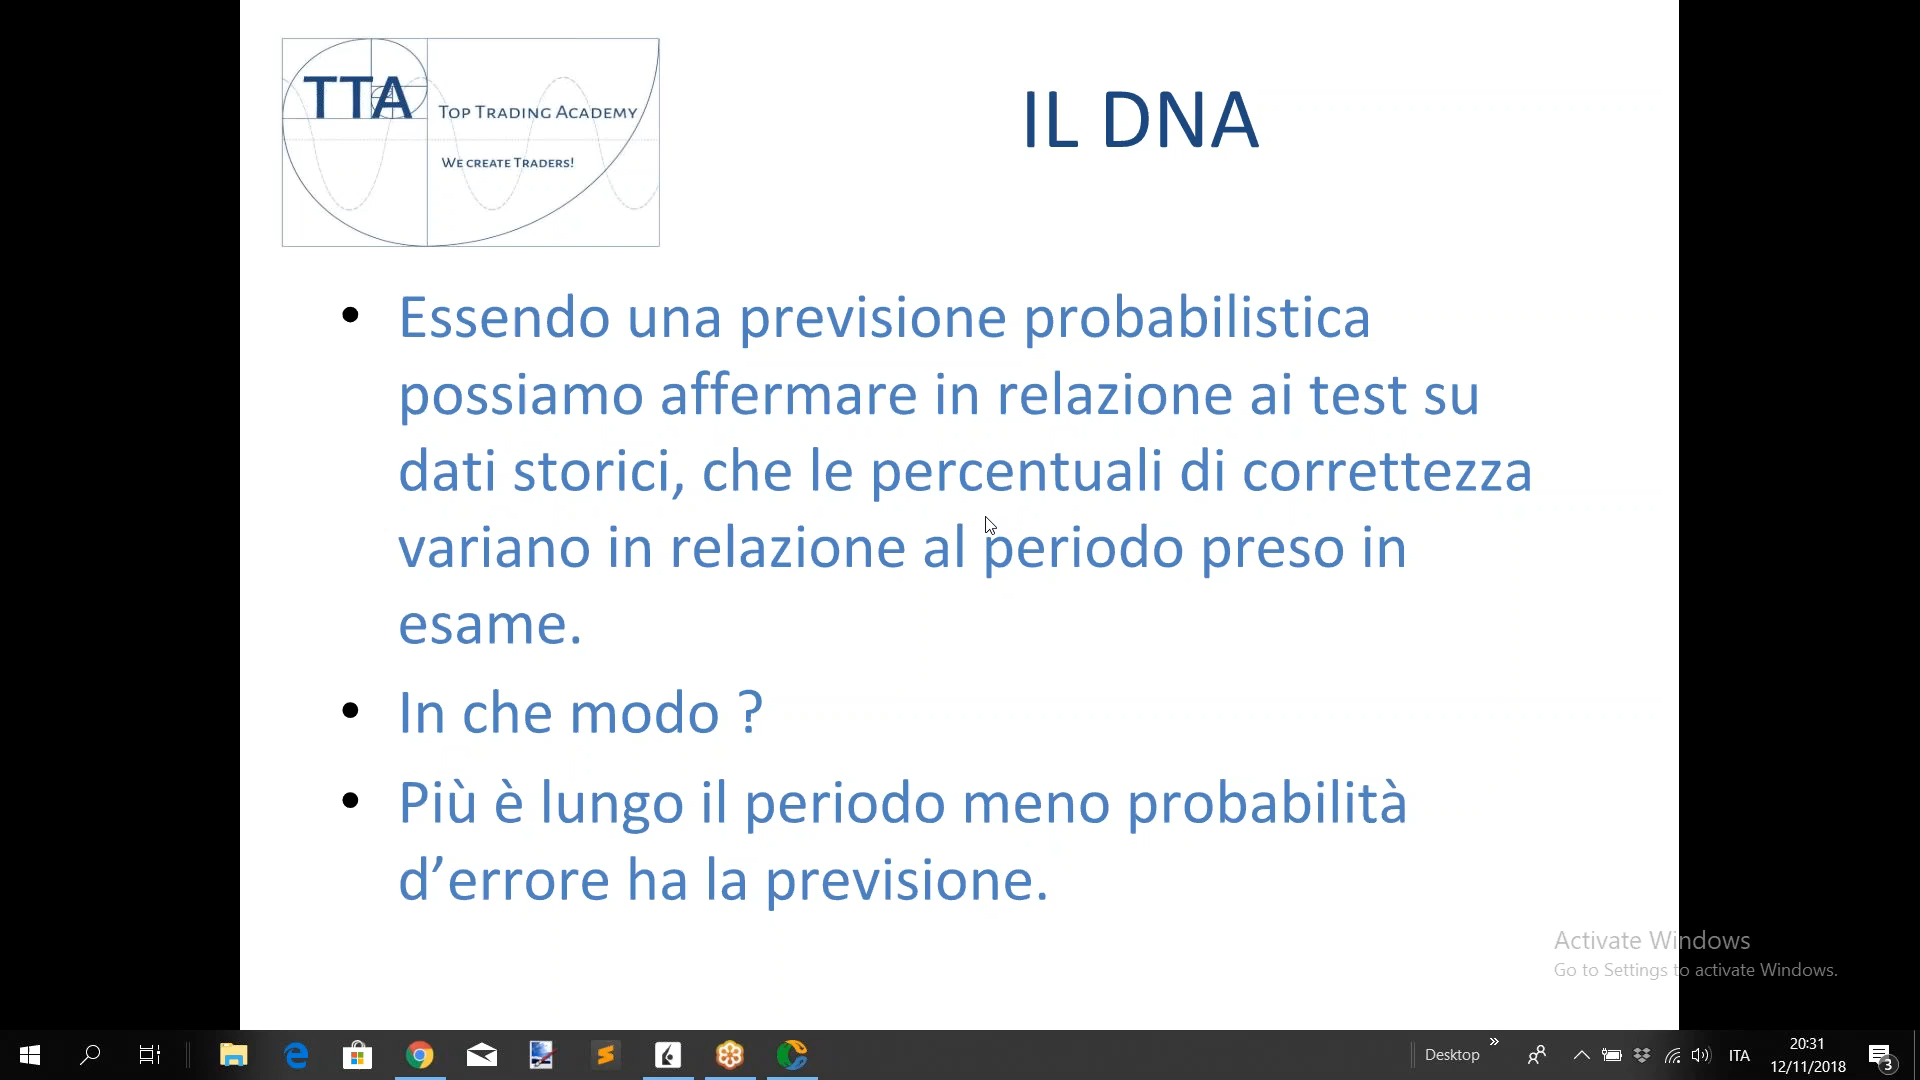 TTA
TOP TRADING ACADEMY
WE CREATE TRADERS!
IL DNA
• Essendo una previsione probabilistica
possiamo affermare in relazione ai test su
dati storici, che le percentuali di correttezza
variano in relazione al periodo preso in
esame.
• In che modo ?
• Più è lungo il periodo meno probabilità
d’errore ha la previsione.
Activate Windows
Go to Settings to activate Windows.
Desktop
ITA
20:31
12/11/2018
3